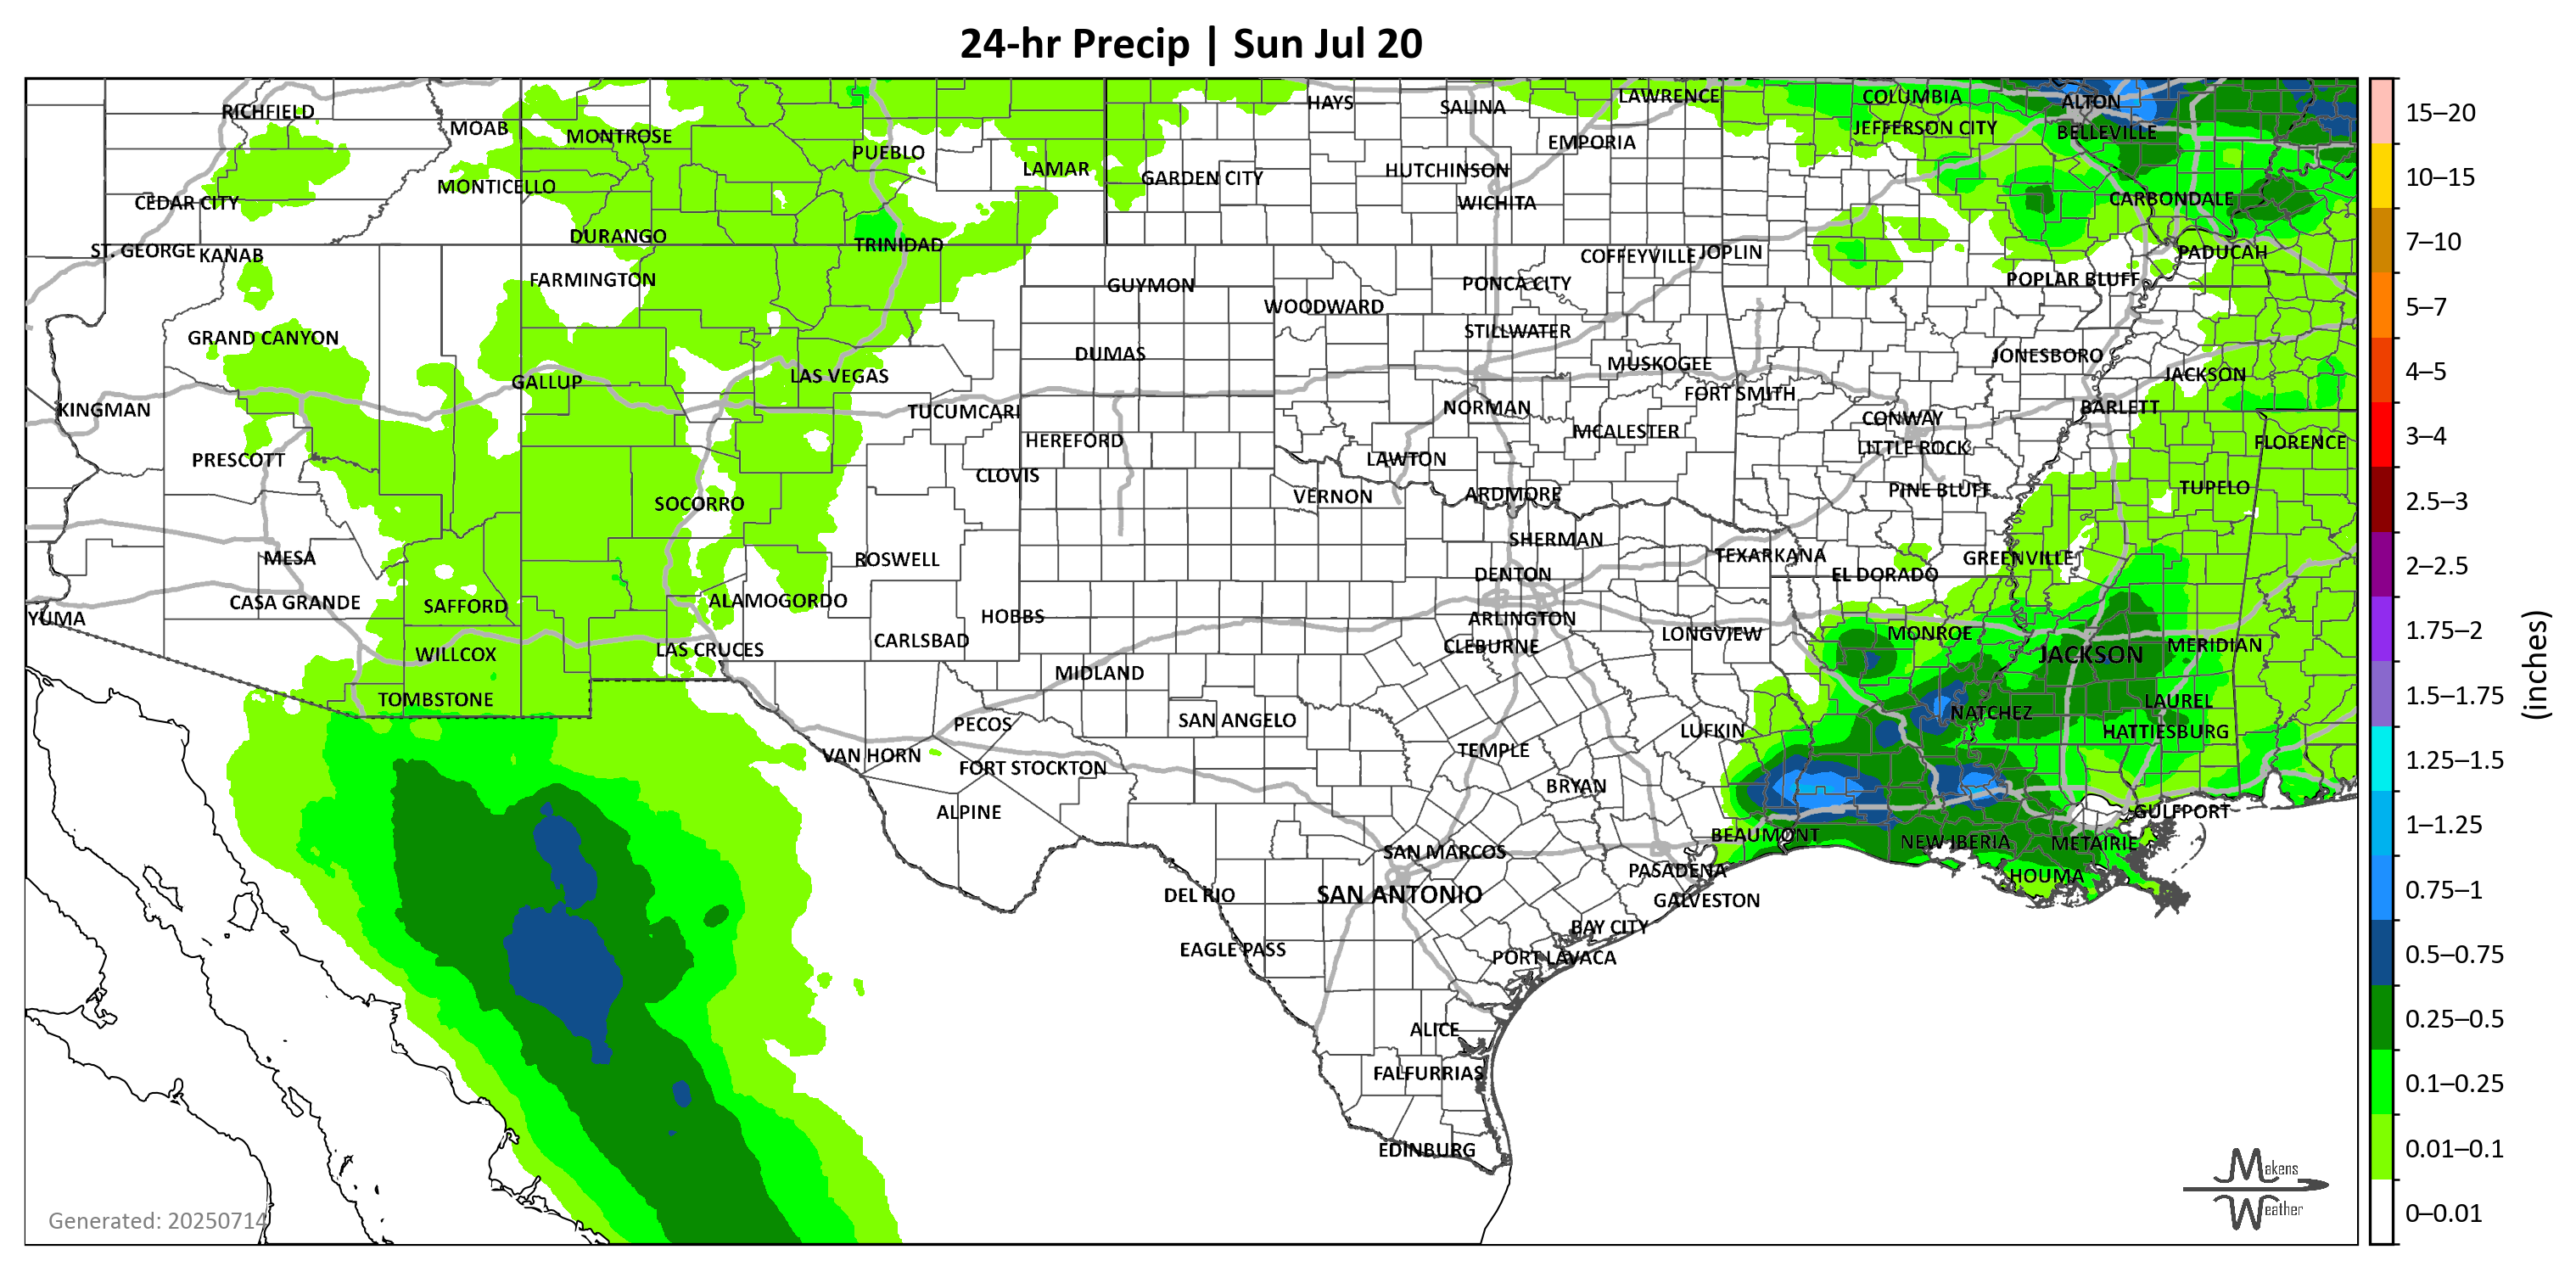 24-hr Precip | Sun Jul 20
RICHFIELD
MOAB
MONTROSE
PUEBLO
LAMAR
MONTICELLO
CEDAR CITY
DURANGO
TRINIDAD
ST. GEORGE
KANAB
FARMINGTON
GRAND CANYON
GALLUP
LAS VEGAS
KINGMAN
TUCUMCARI
PRESCOTT
CLOVIS
SOCORRO
MESA
ROSWELL
CASA GRANDE
SAFFORD
ALAMOGORDO
YUMA
HOBBS
CARLSBAD
WILLCOX
LAS CRUCES
TOMBSTONE
HAYS
SALINA
LAWRENCE
COLUMBIA
ALTON
JEFFERSON CITY
BELLEVILLE
EMPORIA
HUTCHINSON
GARDEN CITY
WICHITA
CARBONDALE
COFFEYVILLE
JOPLIN
PADUCAH
GUYMON
PONCA CITY
POPLAR BLUFF
WOODWARD
STILLWATER
DUMAS
MUSKOGEE
JONESBORO
JACKSON
FORT SMITH
NORMAN
BARLETT
CONWAY
MCALESTER
HEREFORD
LITTLE ROCK
FLORENCE
LAWTON
VERNON
ARDMORE
PINE BLUFF
TUPELO
SHERMAN
TEXARKANA
GREENVILLE
DENTON
EL DORADO
ARLINGTON
CLEBURNE
LONGVIEW
MONROE
JACKSON
MERIDIAN
MIDLAND
LAUREL
PECOS
SAN ANGELO
NATCHEZ
LUFKIN
HATTIESBURG
VAN HORN
FORT STOCKTON
TEMPLE
BRYAN
ALPINE
GULFPORT
BEAUMONT
NEW IBERIA
METAIRIE
SAN MARCOS
PASADENA
HOUMA
DEL RIO
SAN ANTONIO
GALVESTON
BAY CITY
EAGLE PASS
PORT LAVACA
ALICE
FALFURRIAS
EDINBURG
15–20
10–15
7–10
5–7
4–5
3–4
2.5–3
2–2.5
1.75–2
1.5–1.75
1.25–1.5
1–1.25
0.75–1
0.5–0.75
0.25–0.5
0.1–0.25
0.01–0.1
0–0.01
(inches)
Makens
Weather
Generated: 20250714